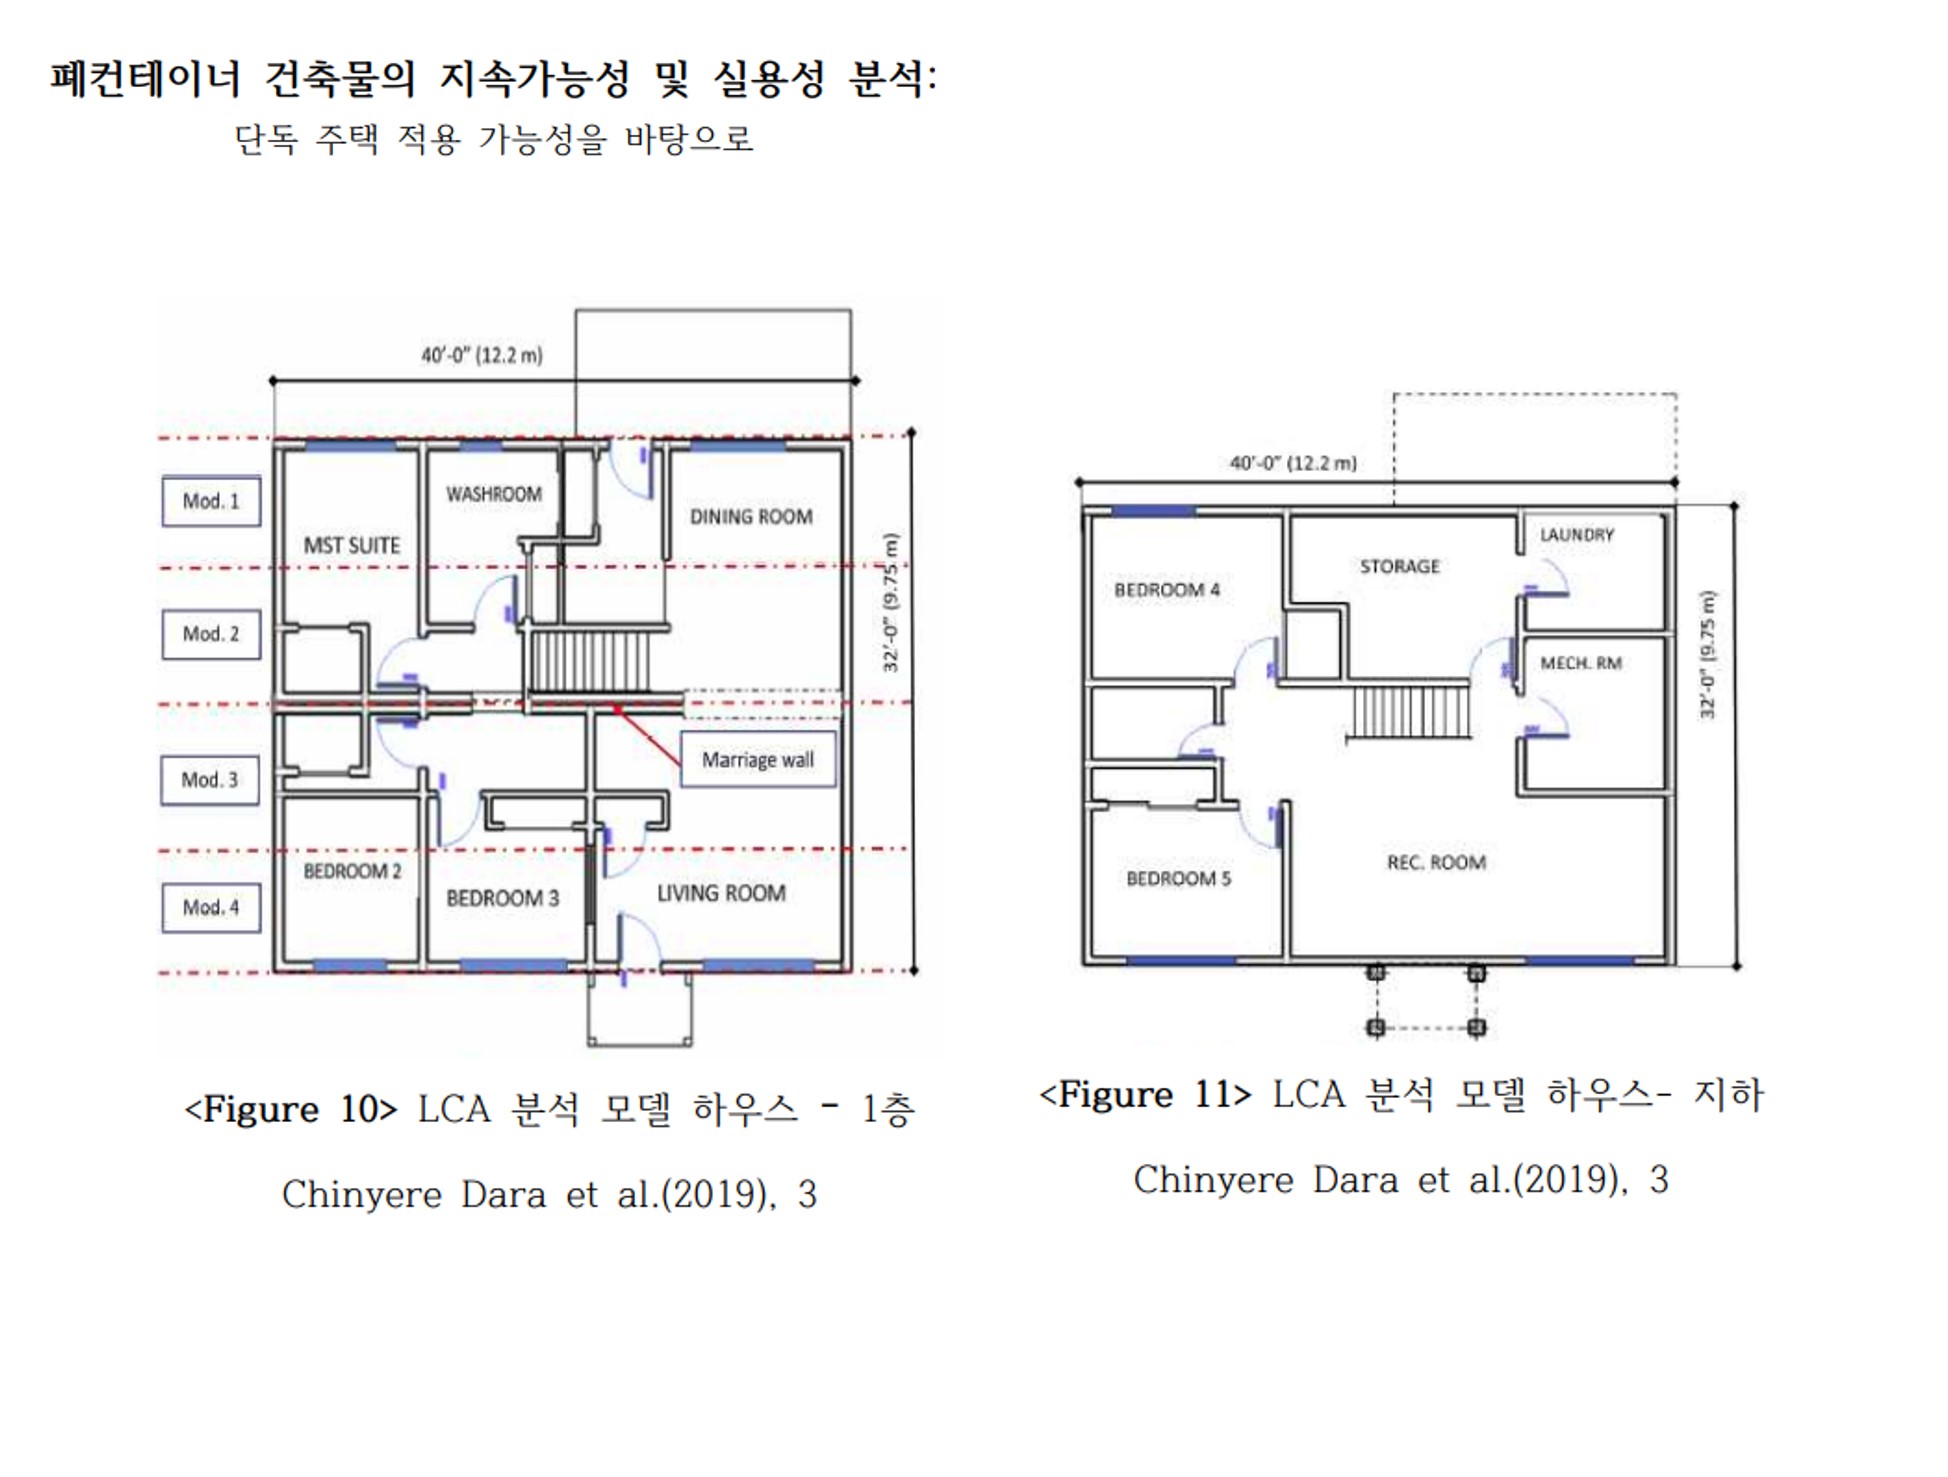 폐컨테이너 건축물의 지속가능성 및 실용성 분석:
단독 주택 적용 가능성을 바탕으로
40'-0" (12.2 m)
Mod. 1
WASHROOM
DINING ROOM
MST SUITE
32'-0" (9.75 m)
Mod. 2
Marriage wall
Mod. 3
BEDROOM 2
BEDROOM 3
LIVING ROOM
Mod. 4
<Figure 10> LCA 분석 모델 하우스 - 1층
Chinyere Dara et al.(2019), 3
40'-0" (12.2 m)
LAUNDRY
STORAGE
BEDROOM 4
32'-0" (9.75 m)
MECH. RM
REC. ROOM
BEDROOM 5
<Figure 11> LCA 분석 모델 하우스- 지하
Chinyere Dara et al.(2019), 3